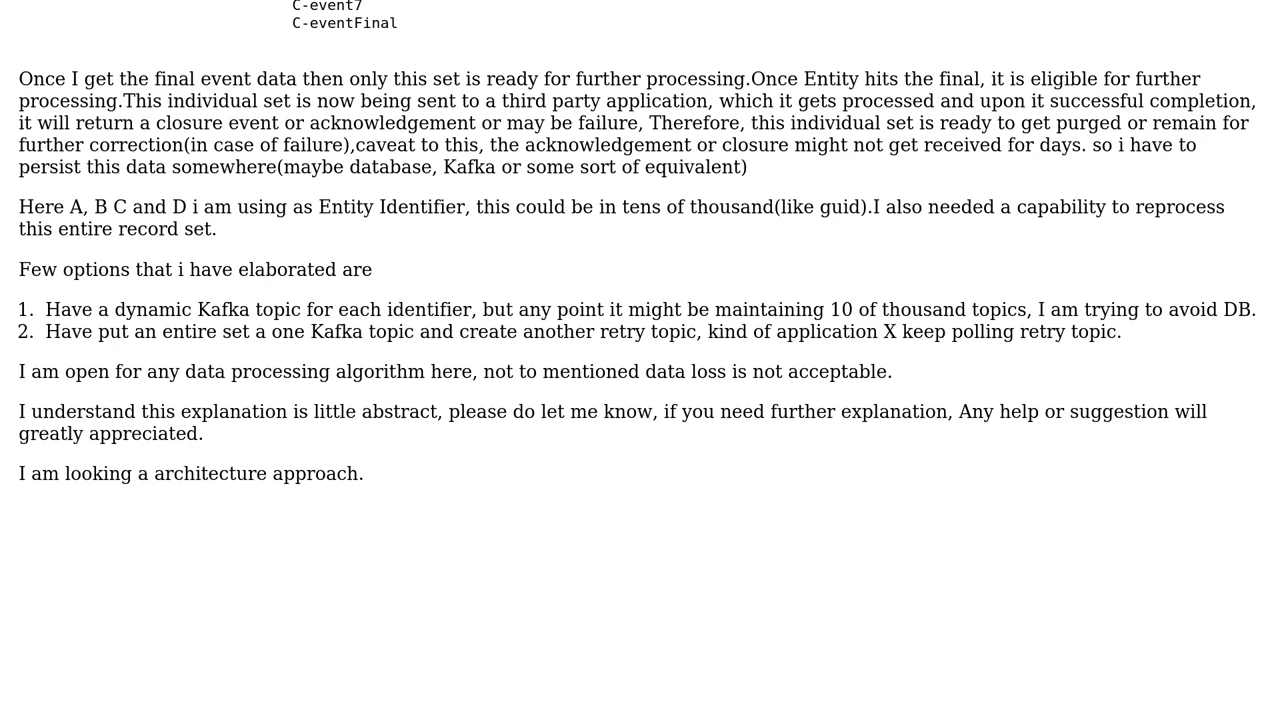 C-event7
C-eventFinal
Once I get the final event data then only this set is ready for further processing.Once Entity hits the final, it is eligible for further
processing.This individual set is now being sent to a third party application, which it gets processed and upon it successful completion,
it will return a closure event or acknowledgement or may be failure, Therefore, this individual set is ready to get purged or remain for
further correction(in case of failure),caveat to this, the acknowledgement or closure might not get received for days. so i have to
persist this data somewhere(maybe database, Kafka or some sort of equivalent)
Here A, B C and D i am using as Entity Identifier, this could be in tens of thousand(like guid).I also needed a capability to reprocess
this entire record set.
Few options that i have elaborated are
1. Have a dynamic Kafka topic for each identifier, but any point it might be maintaining 10 of thousand topics, I am trying to avoid DB.
2. Have put an entire set a one Kafka topic and create another retry topic, kind of application X keep polling retry topic.
I am open for any data processing algorithm here, not to mentioned data loss is not acceptable.
I understand this explanation is little abstract, please do let me know, if you need further explanation, Any help or suggestion will
greatly appreciated.
I am looking a architecture approach.